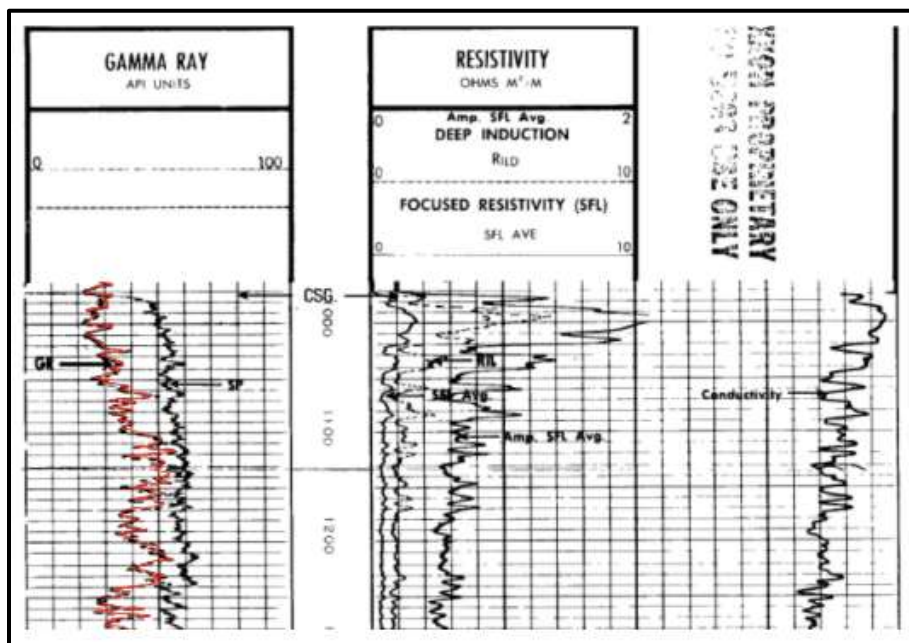 GAMMA RAY
API UNITS
0 100
RESISTIVITY
OHMS M²/M
0 Amp. SFL Avg. 2
DEEP INDUCTION
RILD
0 10
FOCUSED RESISTIVITY (SFL)
SFL AVE
0 10
USE ONLY
PROPRIETARY
CSG.
GR
SP
RIL
SFL Avg.
Conductivity
Amp. SFL Avg.
1100
1200